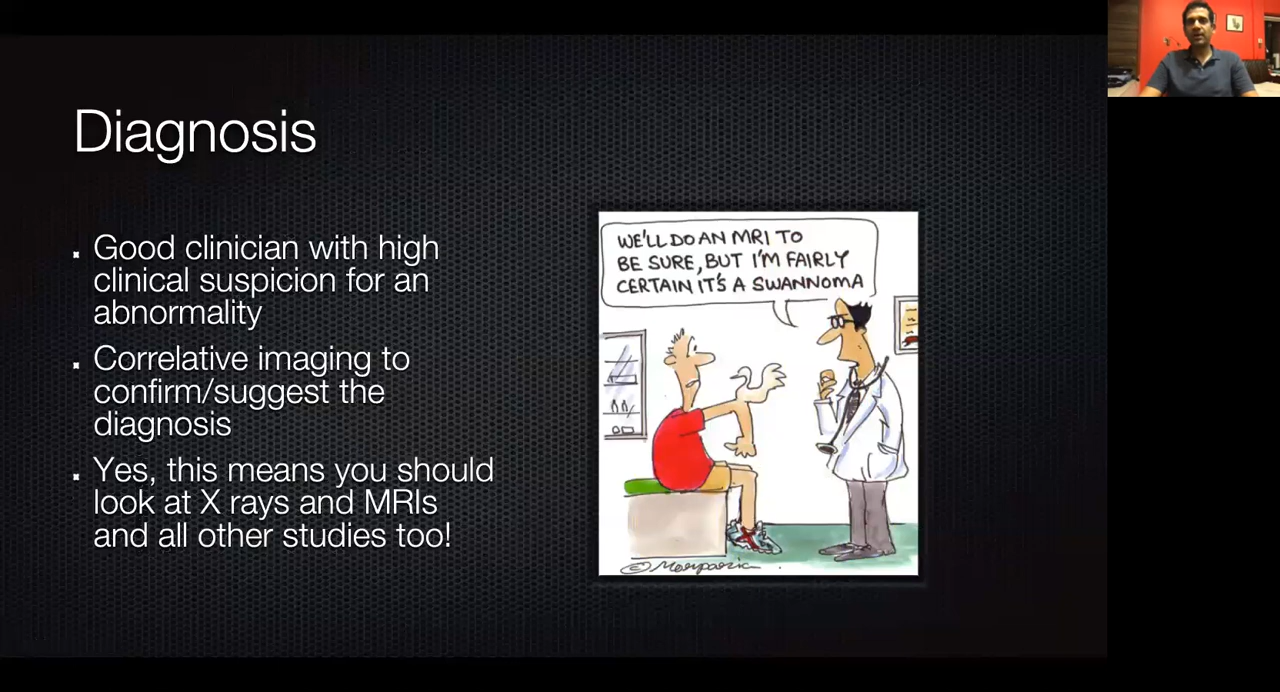 Diagnosis
Good clinician with high
clinical suspicion for an
abnormality
Correlative imaging to
confirm/suggest the
diagnosis
Yes, this means you should
look at X rays and MRIs
and all other studies too!
WE'LL DO AN MRI TO
BE SURE, BUT I'M FAIRLY
CERTAIN IT'S A SWANNOMA